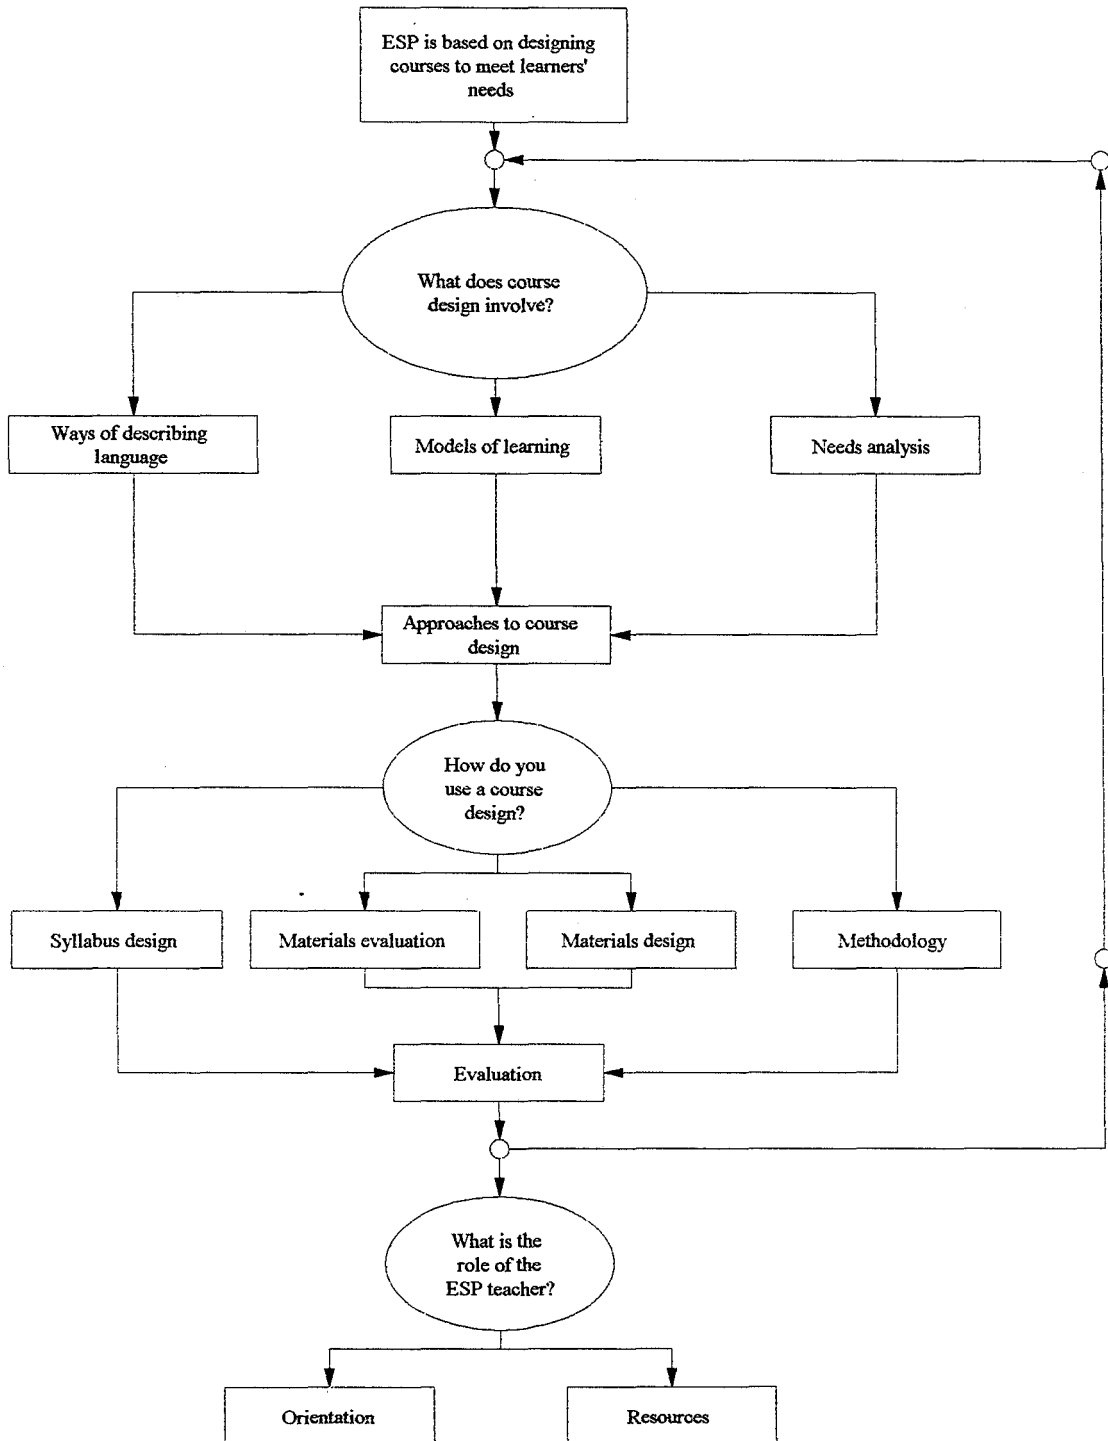 ESP is based on designing
courses to meet learners'
needs
What does course
design involve?
Ways of describing
language
Models of learning
Needs analysis
Approaches to course
design
How do you
use a course
design?
Syllabus design
Materials evaluation
Materials design
Methodology
Evaluation
What is the
role of the
ESP teacher?
Orientation
Resources